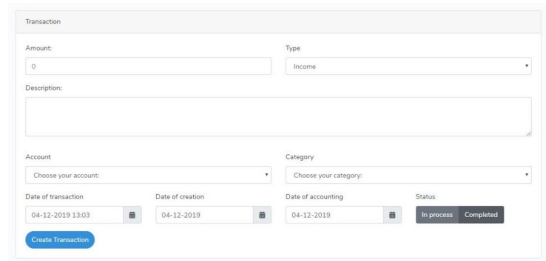 Transaction
Amount: Type
0 Income
Description:
Account Category
Choose your account: Choose your category:
Date of transaction Date of creation Date of accounting Status
04-12-2019 13:03 04-12-2019 04-12-2019 In process Completed
Create Transaction